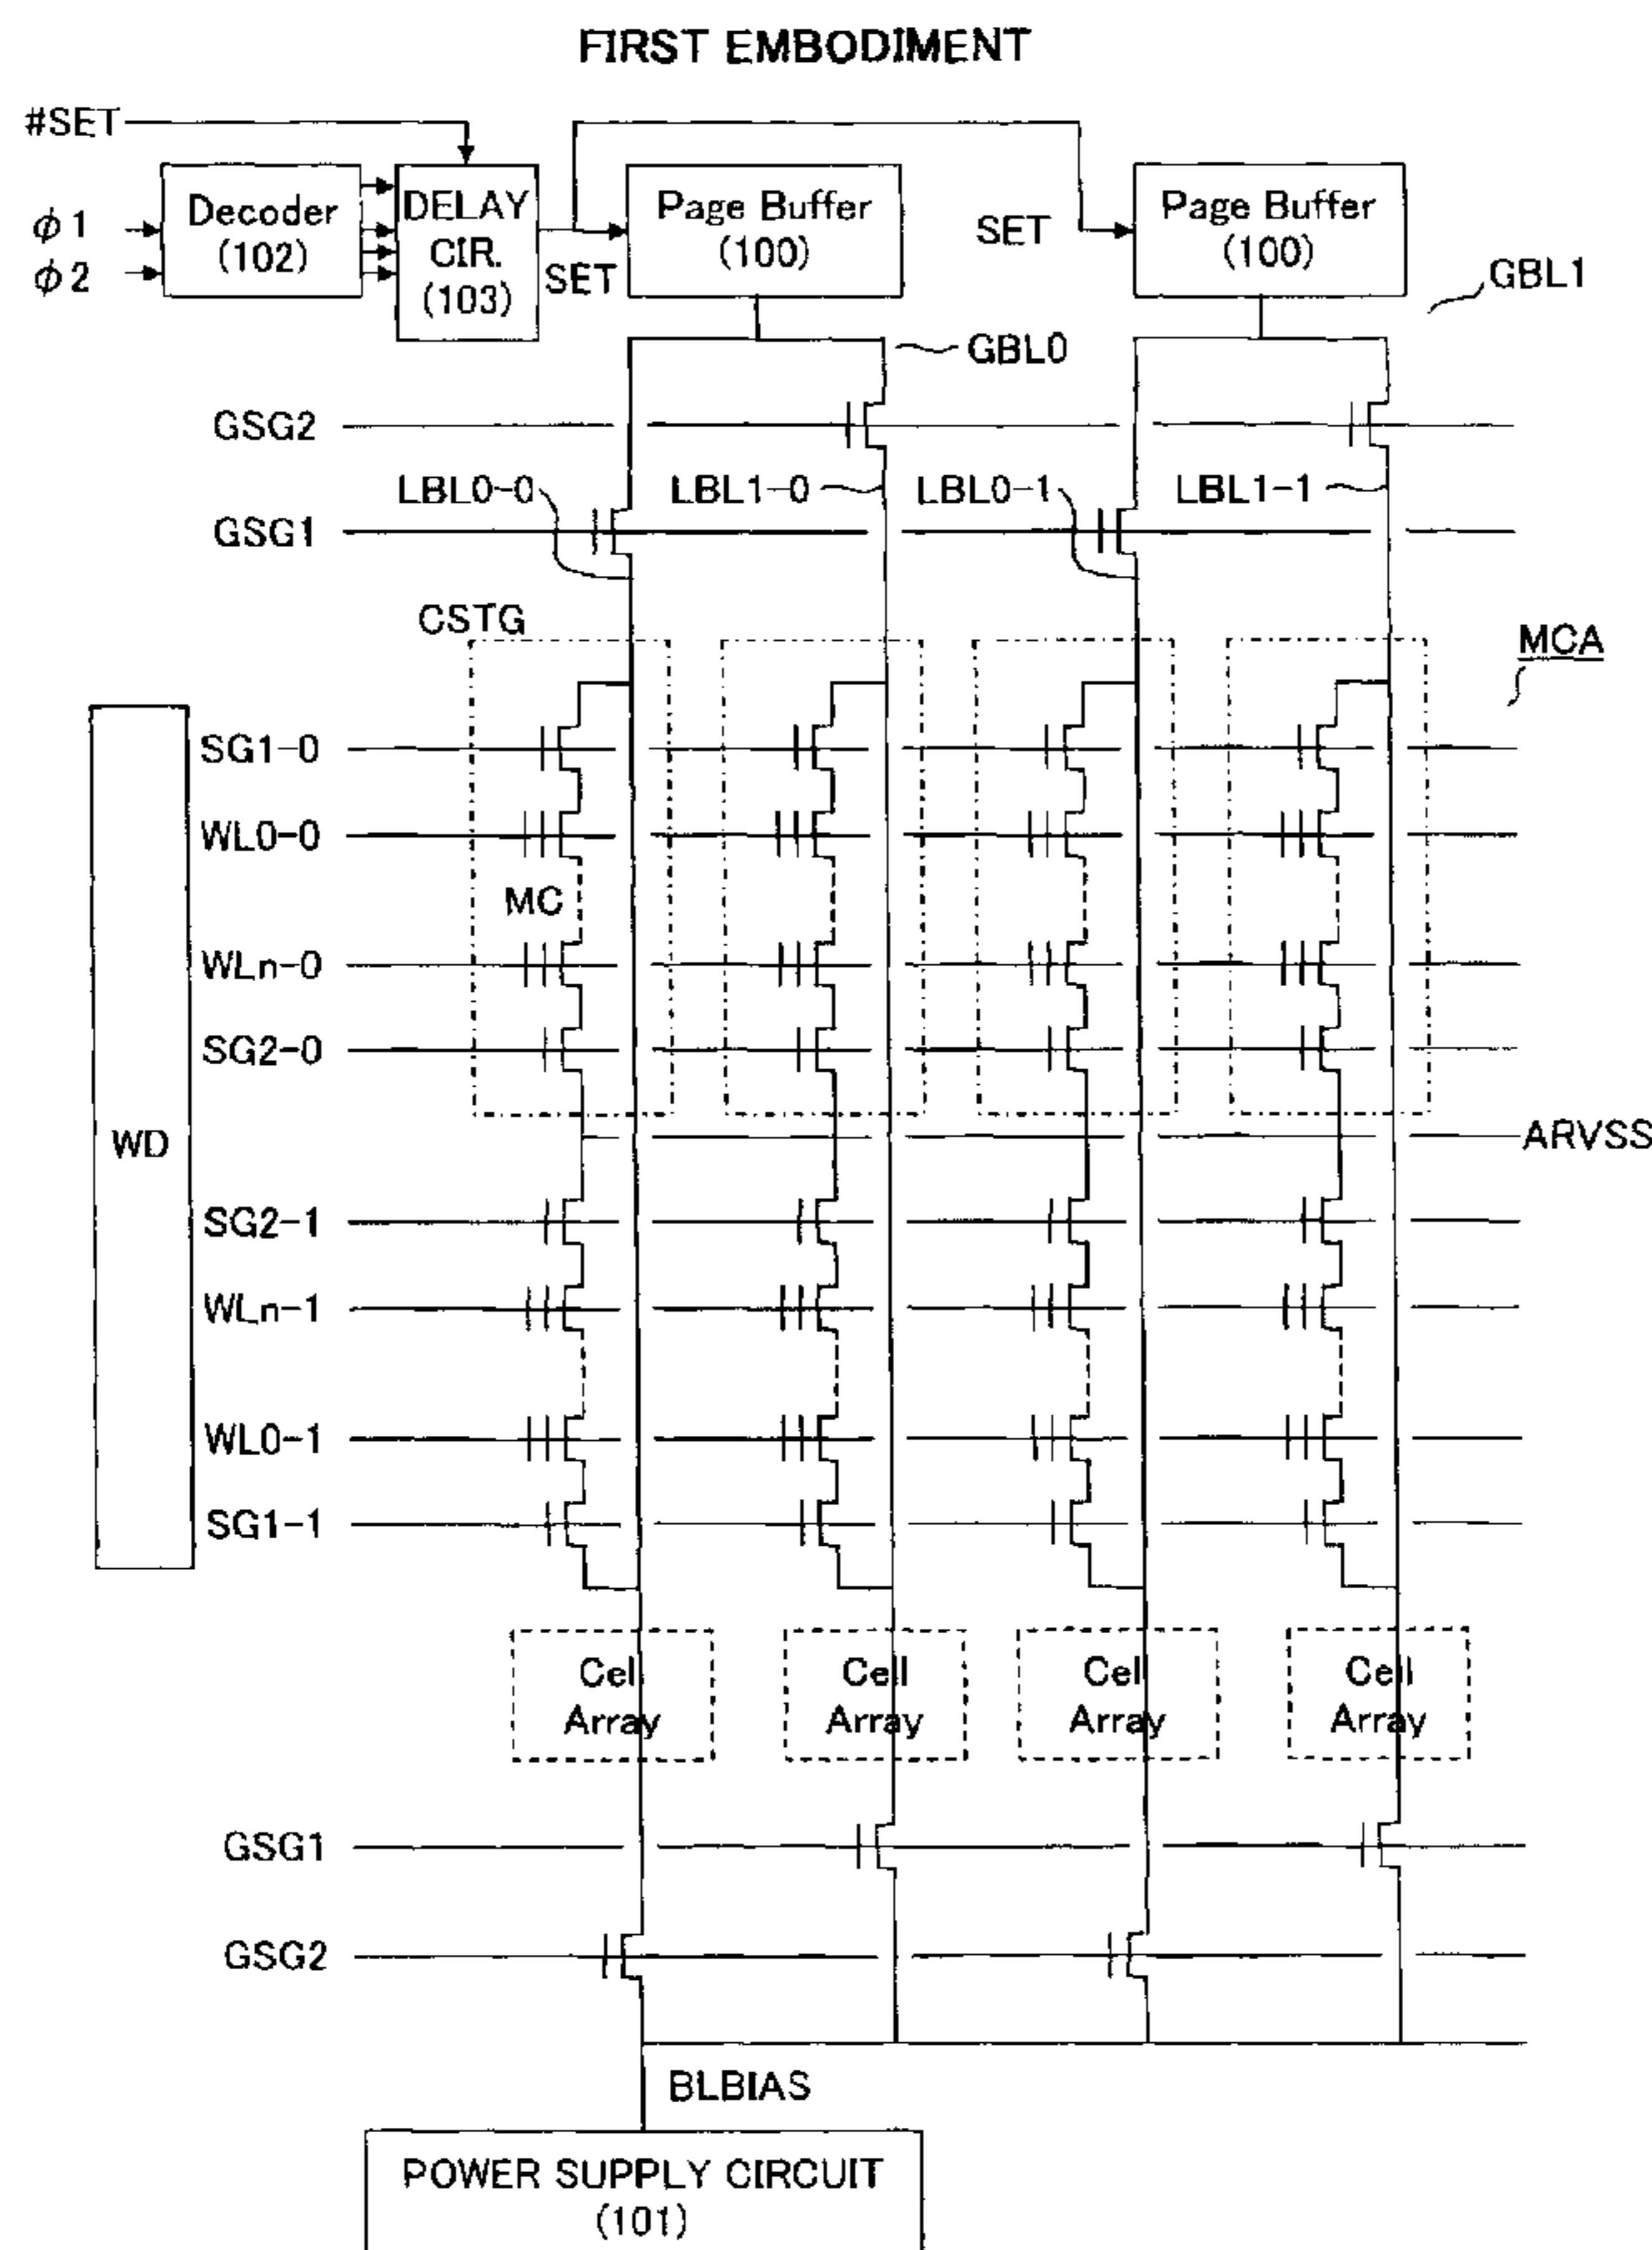 FIRST EMBODIMENT
#SET
ϕ1
ϕ2
Decoder
(102)
DELAY
CIR.
(103)
SET
Page Buffer
(100)
SET
Page Buffer
(100)
GBL1
GBL0
GSG2
LBL0-0
LBL1-0
LBL0-1
LBL1-1
GSG1
CSTG
MCA
SG1-0
WL0-0
MC
WLn-0
SG2-0
WD
ARVSS
SG2-1
WLn-1
WL0-1
SG1-1
Cell
Array
Cell
Array
Cell
Array
Cell
Array
GSG1
GSG2
BLBIAS
POWER SUPPLY CIRCUIT
(101)